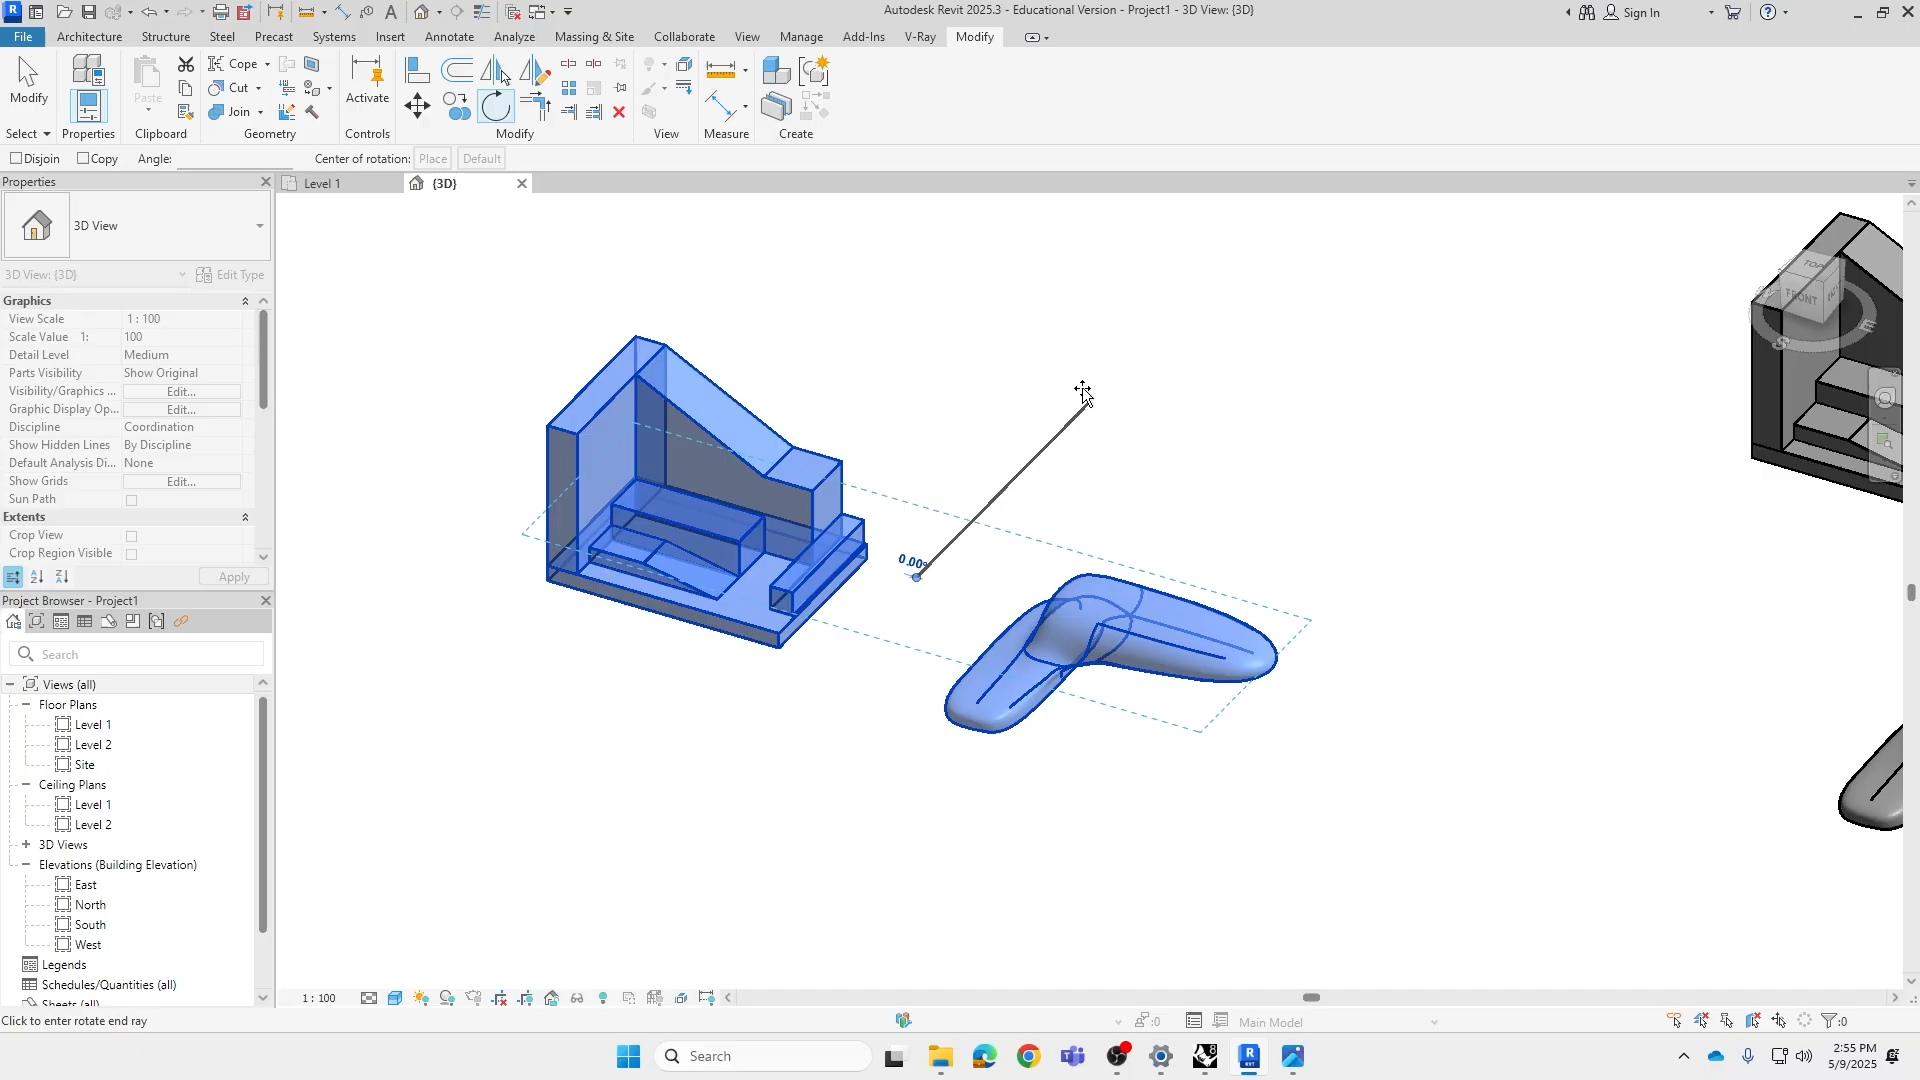 Autodesk Revit 2025.3 - Educational Version - Project1 - 3D View: {3D}
Sign In
File Architecture Structure Steel Precast Systems Insert Annotate Analyze Massing & Site Collaborate View Manage Add-Ins V-Ray Modify
Modify
Paste
Cope
Cut
Join
Activate
Select Properties Clipboard Geometry Controls Modify View Measure Create
Disjoin Copy Angle: Center of rotation: Place Default
Properties
Level 1 {3D}
3D View
3D View: {3D} Edit Type
Graphics
View Scale 1 : 100
Scale Value 1: 100
Detail Level Medium
Parts Visibility Show Original
Visibility/Graphics ... Edit...
Graphic Display Op... Edit...
Discipline Coordination
Show Hidden Lines By Discipline
Default Analysis Di... None
Show Grids Edit...
Sun Path
Extents
Crop View
Crop Region Visible
Apply
Project Browser - Project1
Search
Views (all)
Floor Plans
Level 1
Level 2
Site
Ceiling Plans
Level 1
Level 2
3D Views
Elevations (Building Elevation)
East
North
South
West
Legends
Schedules/Quantities (all)
Sheets (all)
0.00°
TOP
FRONT
E
S
1 : 100
Click to enter rotate end ray
:0
Main Model
:0
Search
2:55 PM
5/9/2025